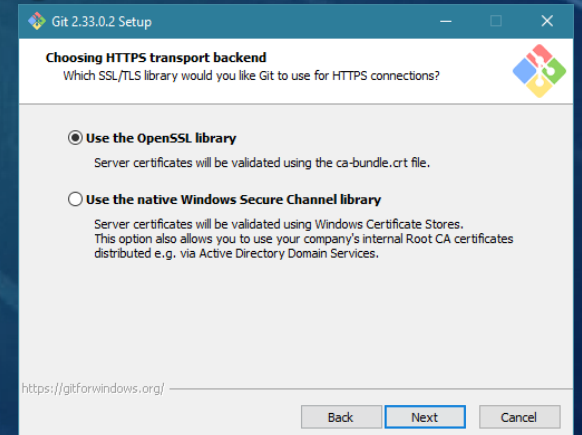 Git 2.33.0.2 Setup
Choosing HTTPS transport backend
Which SSL/TLS library would you like Git to use for HTTPS connections?
Use the OpenSSL library
Server certificates will be validated using the ca-bundle.crt file.
Use the native Windows Secure Channel library
Server certificates will be validated using Windows Certificate Stores.
This option also allows you to use your company's internal Root CA certificates
distributed e.g. via Active Directory Domain Services.
https://gitforwindows.org/
Back Next Cancel